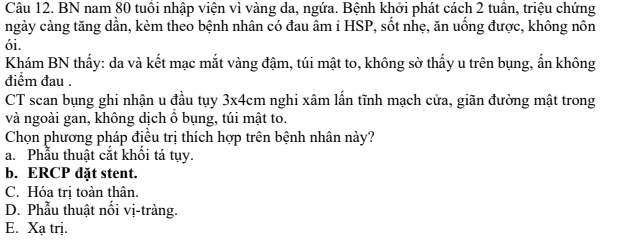 Câu 12. BN nam 80 tuổi nhập viện vì vàng da, ngứa. Bệnh khởi phát cách 2 tuần, triệu chứng
ngày càng tăng dần, kèm theo bệnh nhân có đau âm ỉ HSP, sốt nhẹ, ăn uống được, không nôn
ói.
Khám BN thấy: da và kết mạc mắt vàng đậm, túi mật to, không sờ thấy u trên bụng, ấn không
điểm đau .
CT scan bụng ghi nhận u đầu tụy 3x4cm nghi xâm lấn tĩnh mạch cửa, giãn đường mật trong
và ngoài gan, không dịch ổ bụng, túi mật to.
Chọn phương pháp điều trị thích hợp trên bệnh nhân này?
a. Phẫu thuật cắt khối tá tụy.
b. ERCP đặt stent.
C. Hóa trị toàn thân.
D. Phẫu thuật nối vị-tràng.
E. Xạ trị.